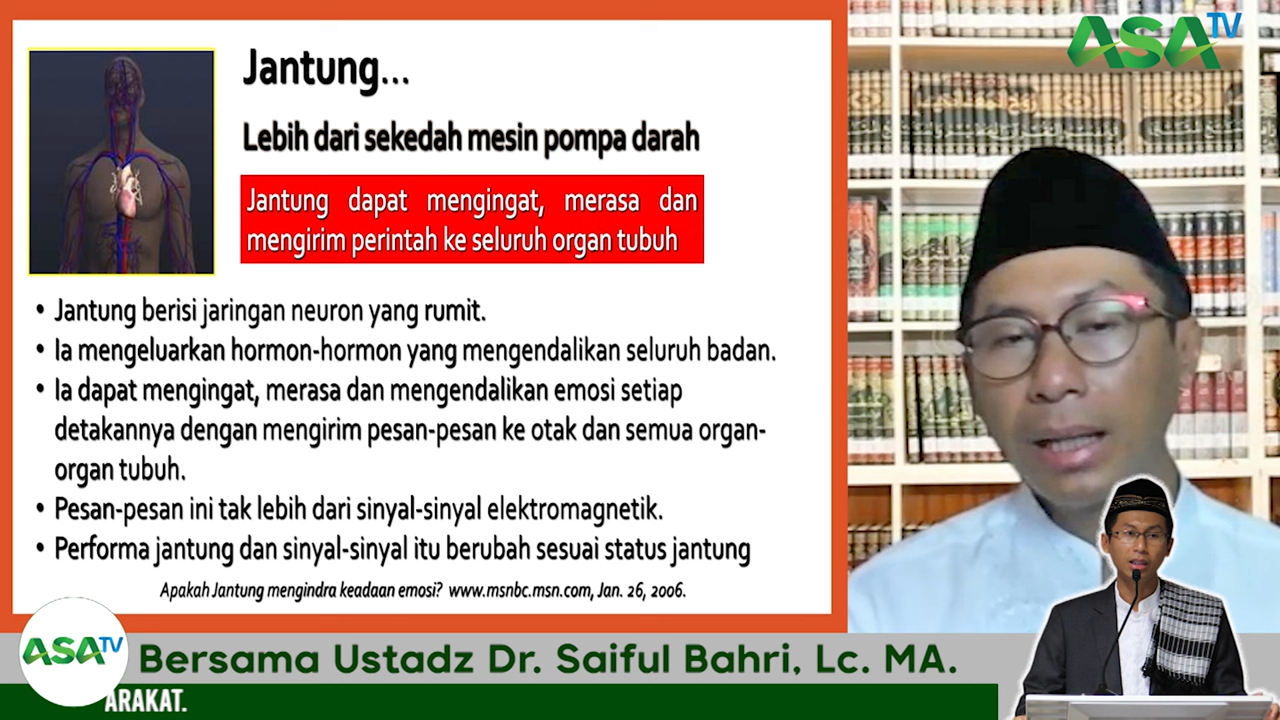 Jantung...
Lebih dari sekedah mesin pompa darah
Jantung dapat mengingat, merasa dan
mengirim perintah ke seluruh organ tubuh
• Jantung berisi jaringan neuron yang rumit.
• Ia mengeluarkan hormon-hormon yang mengendalikan seluruh badan.
• Ia dapat mengingat, merasa dan mengendalikan emosi setiap
detakannya dengan mengirim pesan-pesan ke otak dan semua organ-
organ tubuh.
• Pesan-pesan ini tak lebih dari sinyal-sinyal elektromagnetik.
• Performa jantung dan sinyal-sinyal itu berubah sesuai status jantung
Apakah Jantung mengindra keadaan emosi? www.msnbc.msn.com, Jan. 26, 2006.
ASA TV
ASA TV
Bersama Ustadz Dr. Saiful Bahri, Lc. MA.
ARAKAT.